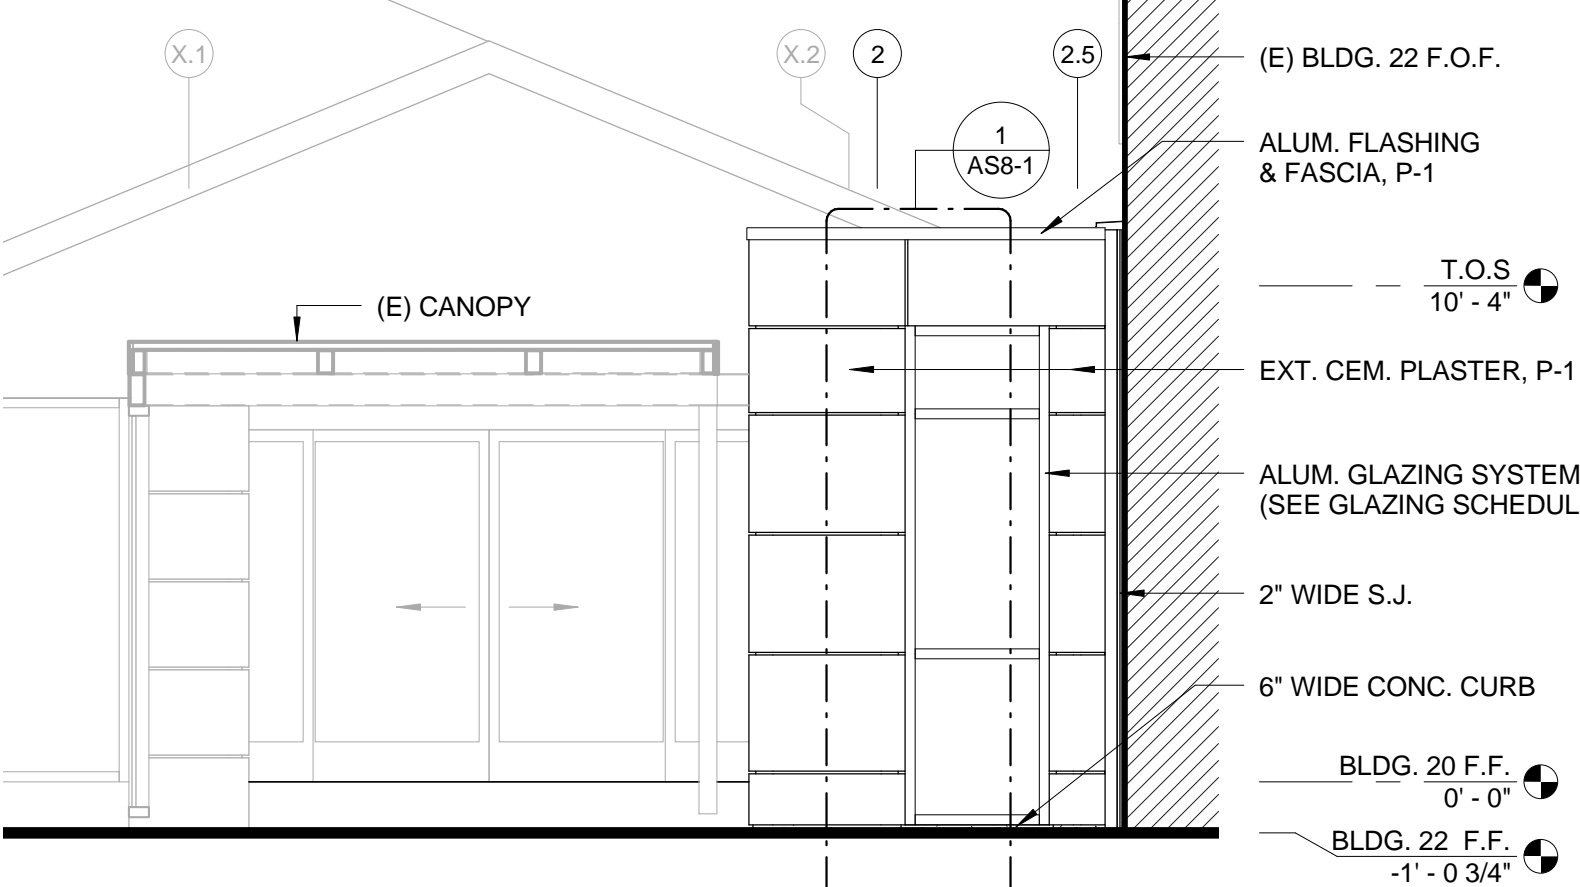 X.1
X.2
2
2.5
(E) BLDG. 22 F.O.F.
1
AS8-1
ALUM. FLASHING
& FASCIA, P-1
T.O.S
10' - 4"
(E) CANOPY
EXT. CEM. PLASTER, P-1
ALUM. GLAZING SYSTEM
(SEE GLAZING SCHEDUL
2" WIDE S.J.
6" WIDE CONC. CURB
BLDG. 20 F.F.
0' - 0"
BLDG. 22 F.F.
-1' - 0 3/4"